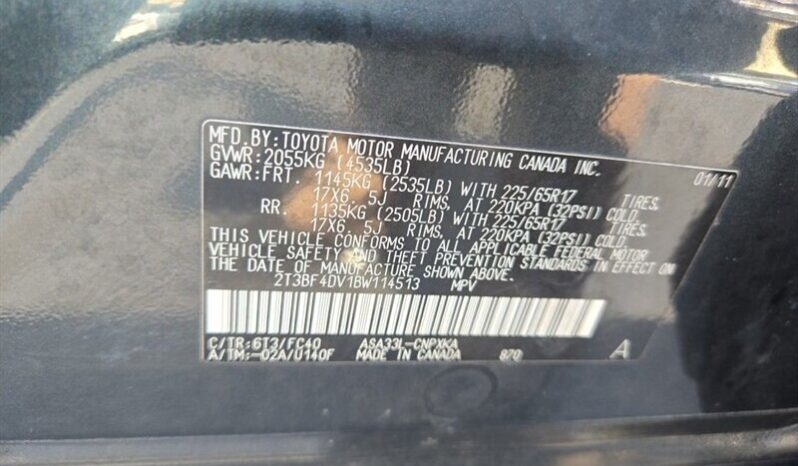 MFD. BY: TOYOTA MOTOR MANUFACTURING CANADA INC.
GVWR: 2055KG (4535LB) 01/11
GAWR: FRT. 1145KG (2535LB) WITH 225/65R17 TIRES,
17X6. 5J RIMS, AT 220KPA (32PSI) COLD.
RR. 1135KG (2505LB) WITH 225/65R17 TIRES,
17X6. 5J RIMS, AT 220KPA (32PSI) COLD.
THIS VEHICLE CONFORMS TO ALL APPLICABLE FEDERAL MOTOR
VEHICLE SAFETY AND THEFT PREVENTION STANDARDS IN EFFECT ON
THE DATE OF MANUFACTURE SHOWN ABOVE.
2T3BF4DV1BW114513 MPV
C/TR: 6T3/FC40 ASA33L-CNPXKA
A/TM: -02A/U140F MADE IN CANADA 870 A